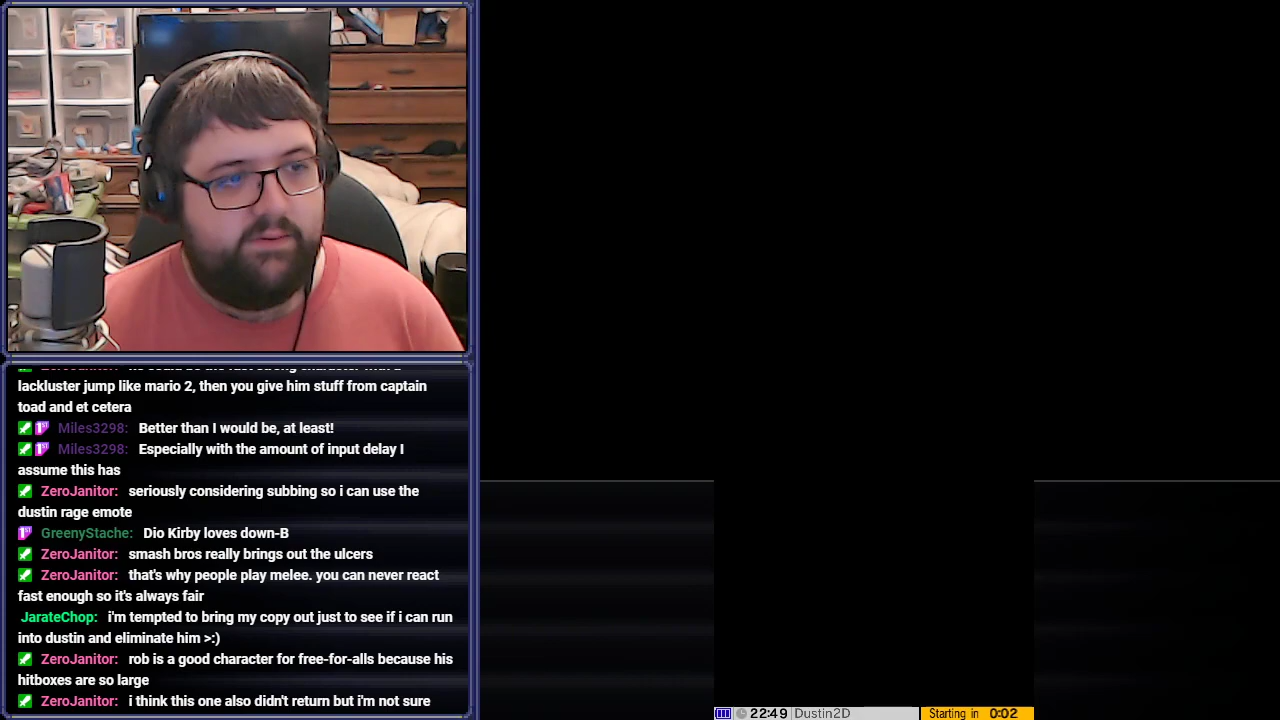 lackluster jump like mario 2, then you give him stuff from captain
toad and et cetera
Miles3298: Better than I would be, at least!
Miles3298: Especially with the amount of input delay I
assume this has
ZeroJanitor: seriously considering subbing so i can use the
dustin rage emote
GreenyStache: Dio Kirby loves down-B
ZeroJanitor: smash bros really brings out the ulcers
ZeroJanitor: that's why people play melee. you can never react
fast enough so it's always fair
JarateChop: i'm tempted to bring my copy out just to see if i can run
into dustin and eliminate him >:)
ZeroJanitor: rob is a good character for free-for-alls because his
hitboxes are so large
ZeroJanitor: i think this one also didn't return but i'm not sure
22:49 Dustin2D Starting in 0:02